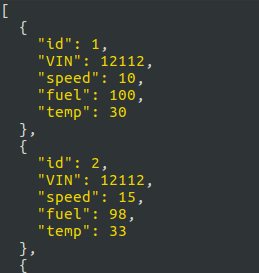 [
  {
    "id": 1,
    "VIN": 12112,
    "speed": 10,
    "fuel": 100,
    "temp": 30
  },
  {
    "id": 2,
    "VIN": 12112,
    "speed": 15,
    "fuel": 98,
    "temp": 33
  },
  {